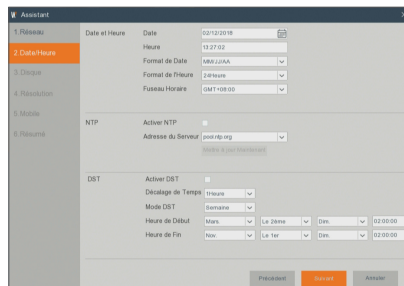 Assistant
1. Réseau
2.Date/Heure
3. Disque
4. Résolution
5. Mobile
6. Résumé
Date et Heure
Date 02/12/2018
Heure 13:27:02
Format de Date MM/JJ/AA
Format de l'Heure 24Heure
Fuseau Horaire GMT+08:00
NTP
Activer NTP
Adresse du Serveur pool.ntp.org
Mettre à jour Maintenant
DST
Activer DST
Décalage de Temps 1Heure
Mode DST Semaine
Heure de Début Mars. Le 2ème Dim. 02:00:00
Heure de Fin Nov. Le 1er Dim. 02:00:00
Précédent Suivant Annuler